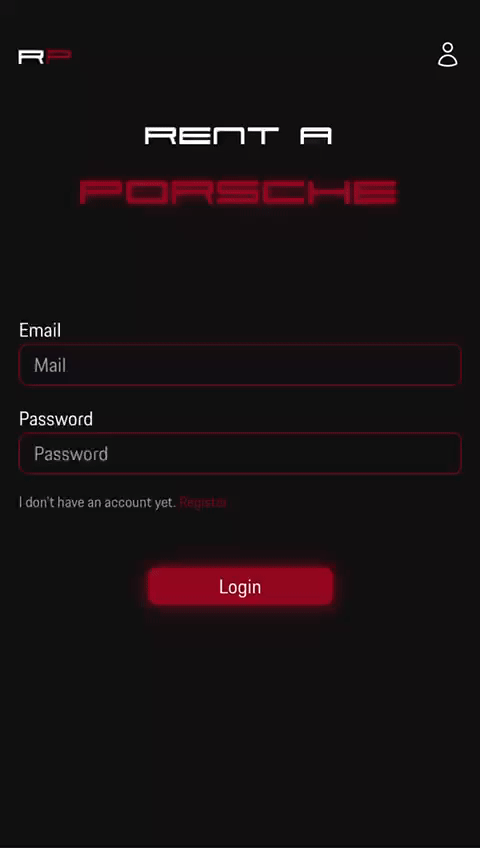 RP
RENT A
PORSCHE
Email
Mail
Password
Password
I don't have an account yet. Register
Login